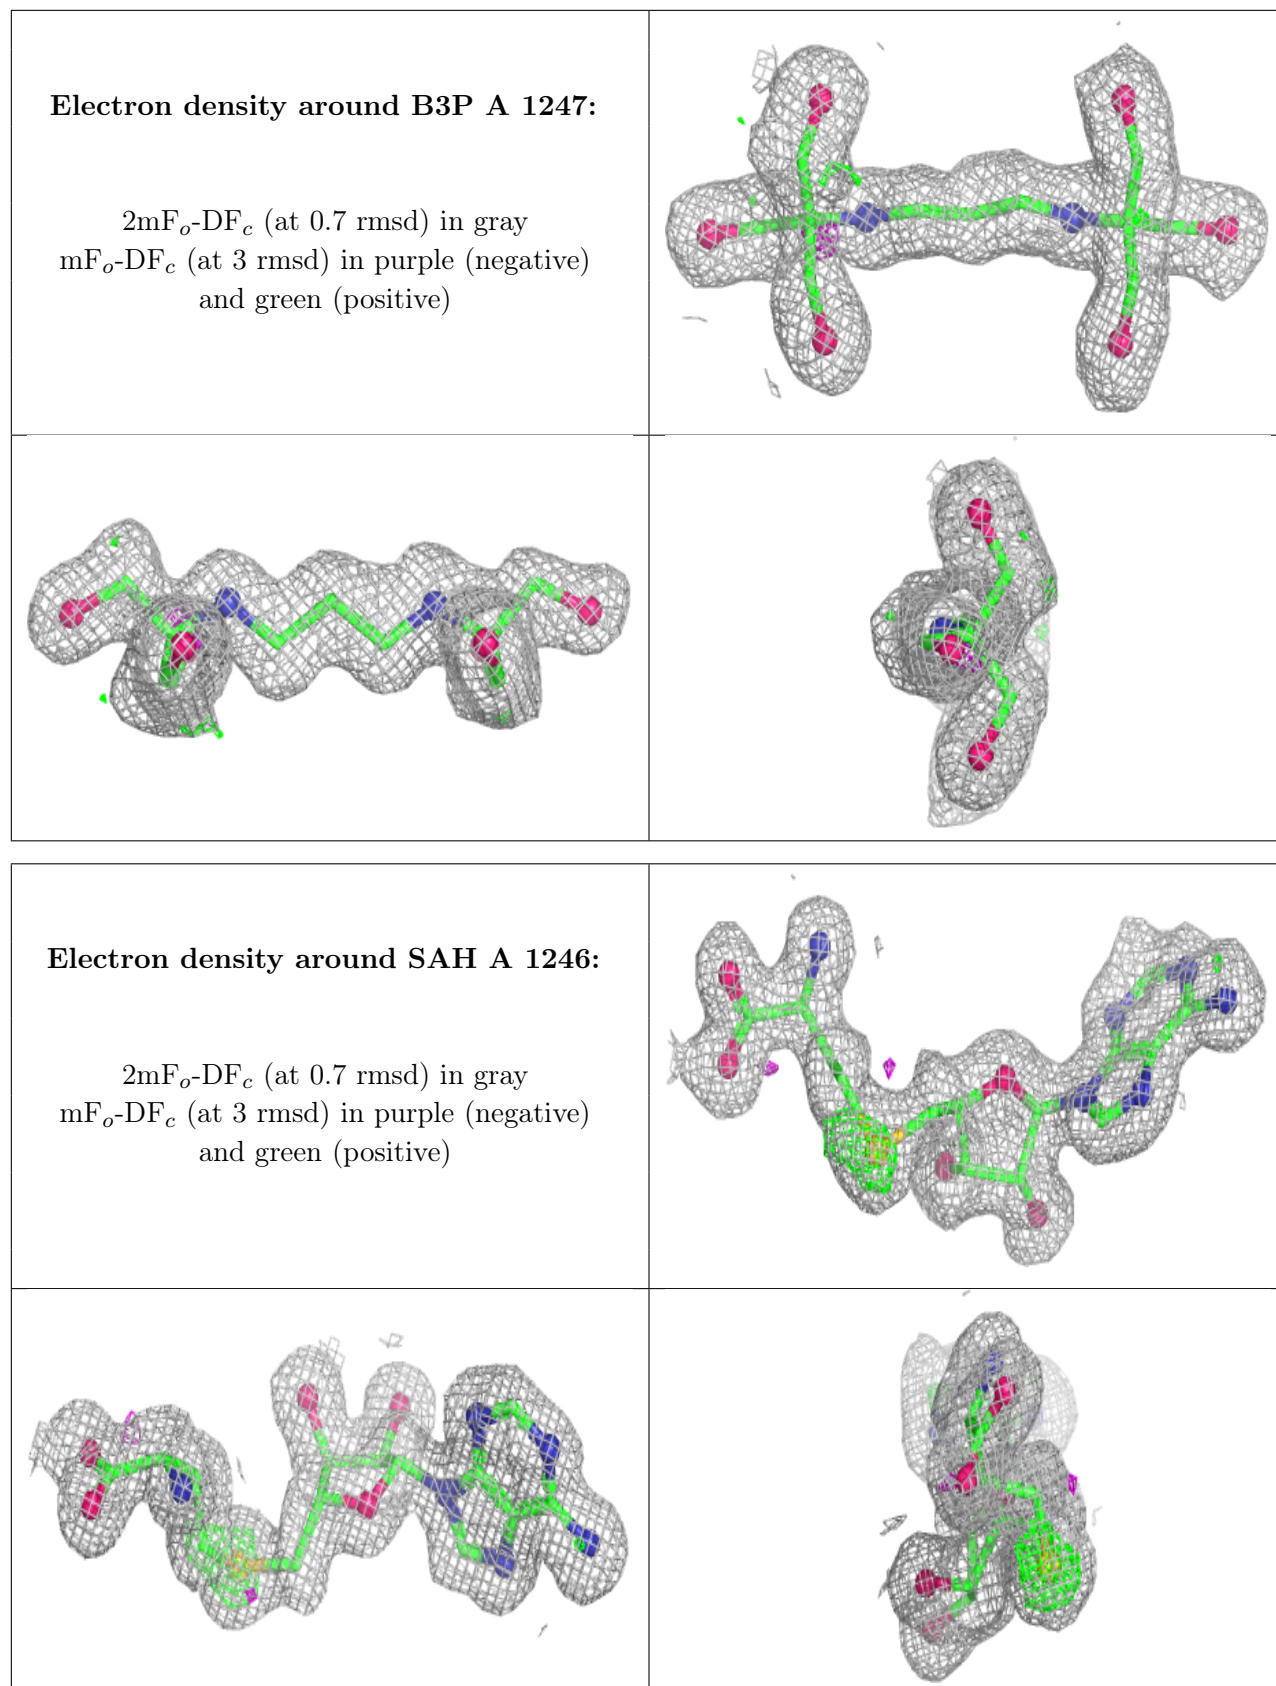 Electron density around B3P A 1247:
2mFo-DFc (at 0.7 rmsd) in gray
mFo-DFc (at 3 rmsd) in purple (negative)
and green (positive)
Electron density around SAH A 1246:
2mFo-DFc (at 0.7 rmsd) in gray
mFo-DFc (at 3 rmsd) in purple (negative)
and green (positive)